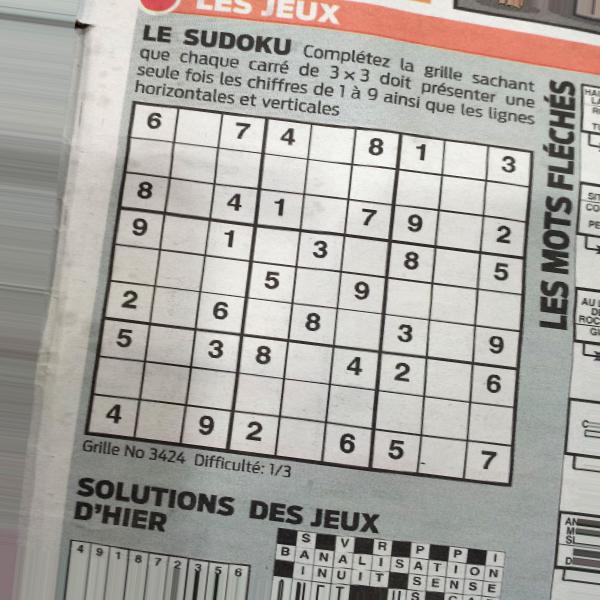 LES JEUX
LE SUDOKU Complétez la grille sachant
que chaque carré de 3 x 3 doit présenter une
seule fois les chiffres de 1 à 9 ainsi que les lignes
horizontales et verticales
6 7 4 8 1 3
8 4 1 7 9 2
9 1 3 8 5
5 9
2 6 8 3 9
5 3 8 4 2 6
4 9 2 6 5 7
Grille No 3424 Difficulté: 1/3
LES MOTS FLÉCHÉS
SOLUTIONS DES JEUX
D'HIER
4 9 1 8 7 2 3 5 6
S V R P P I
B A N A L I S A T I O N
I N U I T S E N S E